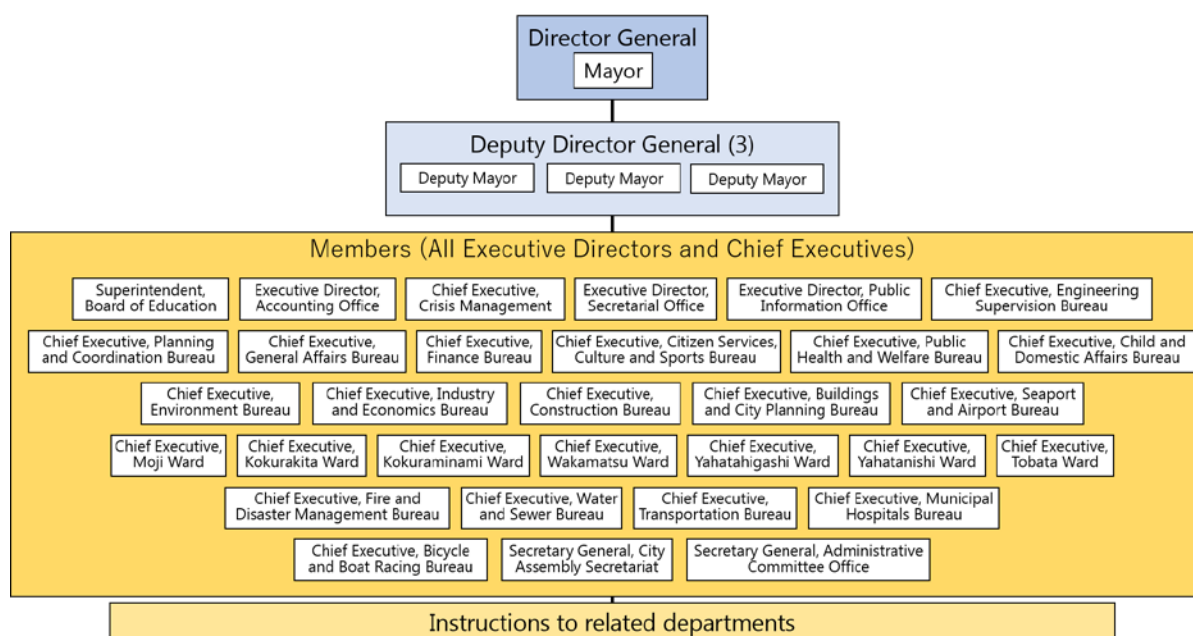 Director General
Mayor
Deputy Director General (3)
Deputy Mayor
Deputy Mayor
Deputy Mayor
Members (All Executive Directors and Chief Executives)
Superintendent,
Board of Education
Executive Director,
Accounting Office
Chief Executive,
Crisis Management
Executive Director,
Secretarial Office
Executive Director, Public
Information Office
Chief Executive, Engineering
Supervision Bureau
Chief Executive, Planning
and Coordination Bureau
Chief Executive,
General Affairs Bureau
Chief Executive,
Finance Bureau
Chief Executive, Citizen Services,
Culture and Sports Bureau
Chief Executive, Public
Health and Welfare Bureau
Chief Executive, Child and
Domestic Affairs Bureau
Chief Executive,
Environment Bureau
Chief Executive, Industry
and Economics Bureau
Chief Executive,
Construction Bureau
Chief Executive, Buildings
and City Planning Bureau
Chief Executive, Seaport
and Airport Bureau
Chief Executive,
Moji Ward
Chief Executive,
Kokurakita Ward
Chief Executive,
Kokuraminami Ward
Chief Executive,
Wakamatsu Ward
Chief Executive,
Yahatahigashi Ward
Chief Executive,
Yahatanishi Ward
Chief Executive,
Tobata Ward
Chief Executive, Fire and
Disaster Management Bureau
Chief Executive, Water
and Sewer Bureau
Chief Executive,
Transportation Bureau
Chief Executive, Municipal
Hospitals Bureau
Chief Executive, Bicycle
and Boat Racing Bureau
Secretary General, City
Assembly Secretariat
Secretary General, Administrative
Committee Office
Instructions to related departments